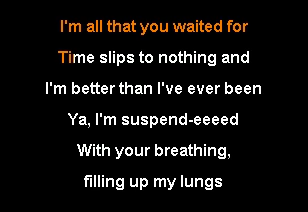 I'm all that you waited for
Time slips to nothing and
I'm better than I've ever been
Ya, I'm suspend-eeeed
With your breathing,
filling up my lungs